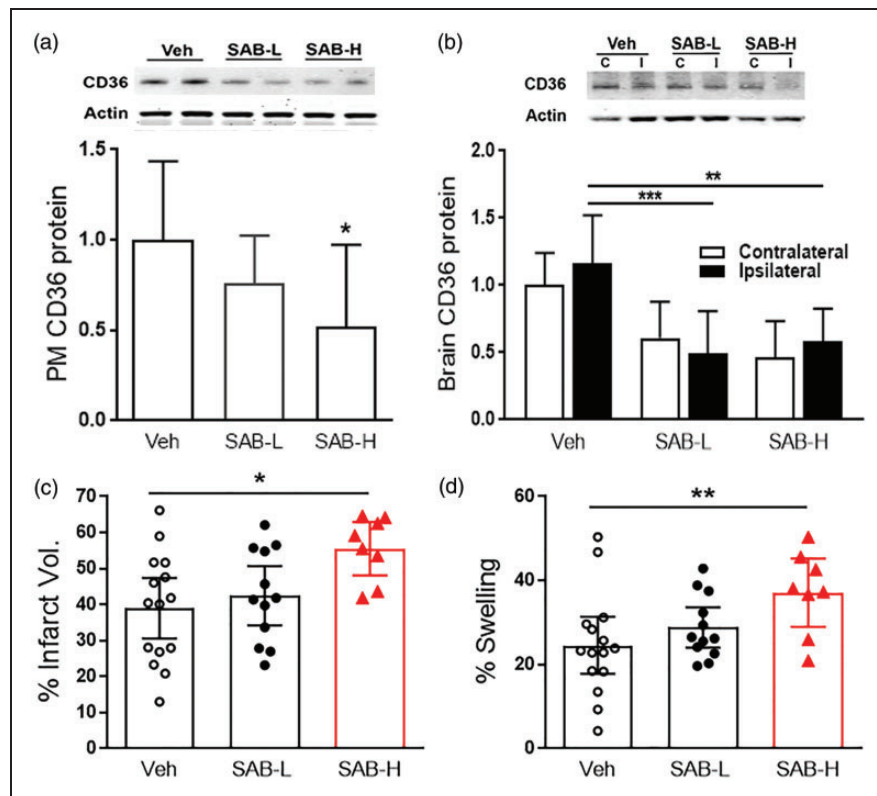 (a)
Veh SAB-L SAB-H
CD36
Actin
PM CD36 protein
1.5
1.0
0.5
0.0
*
Veh SAB-L SAB-H
(b)
Veh SAB-L SAB-H
C I C I C I
CD36
Actin
Brain CD36 protein
2.0
1.5
1.0
0.5
0.0
**
***
Contralateral
Ipsilateral
Veh SAB-L SAB-H
(c)
% Infarct Vol.
70
60
50
40
30
20
10
0
*
Veh SAB-L SAB-H
(d)
% Swelling
60
40
20
0
**
Veh SAB-L SAB-H